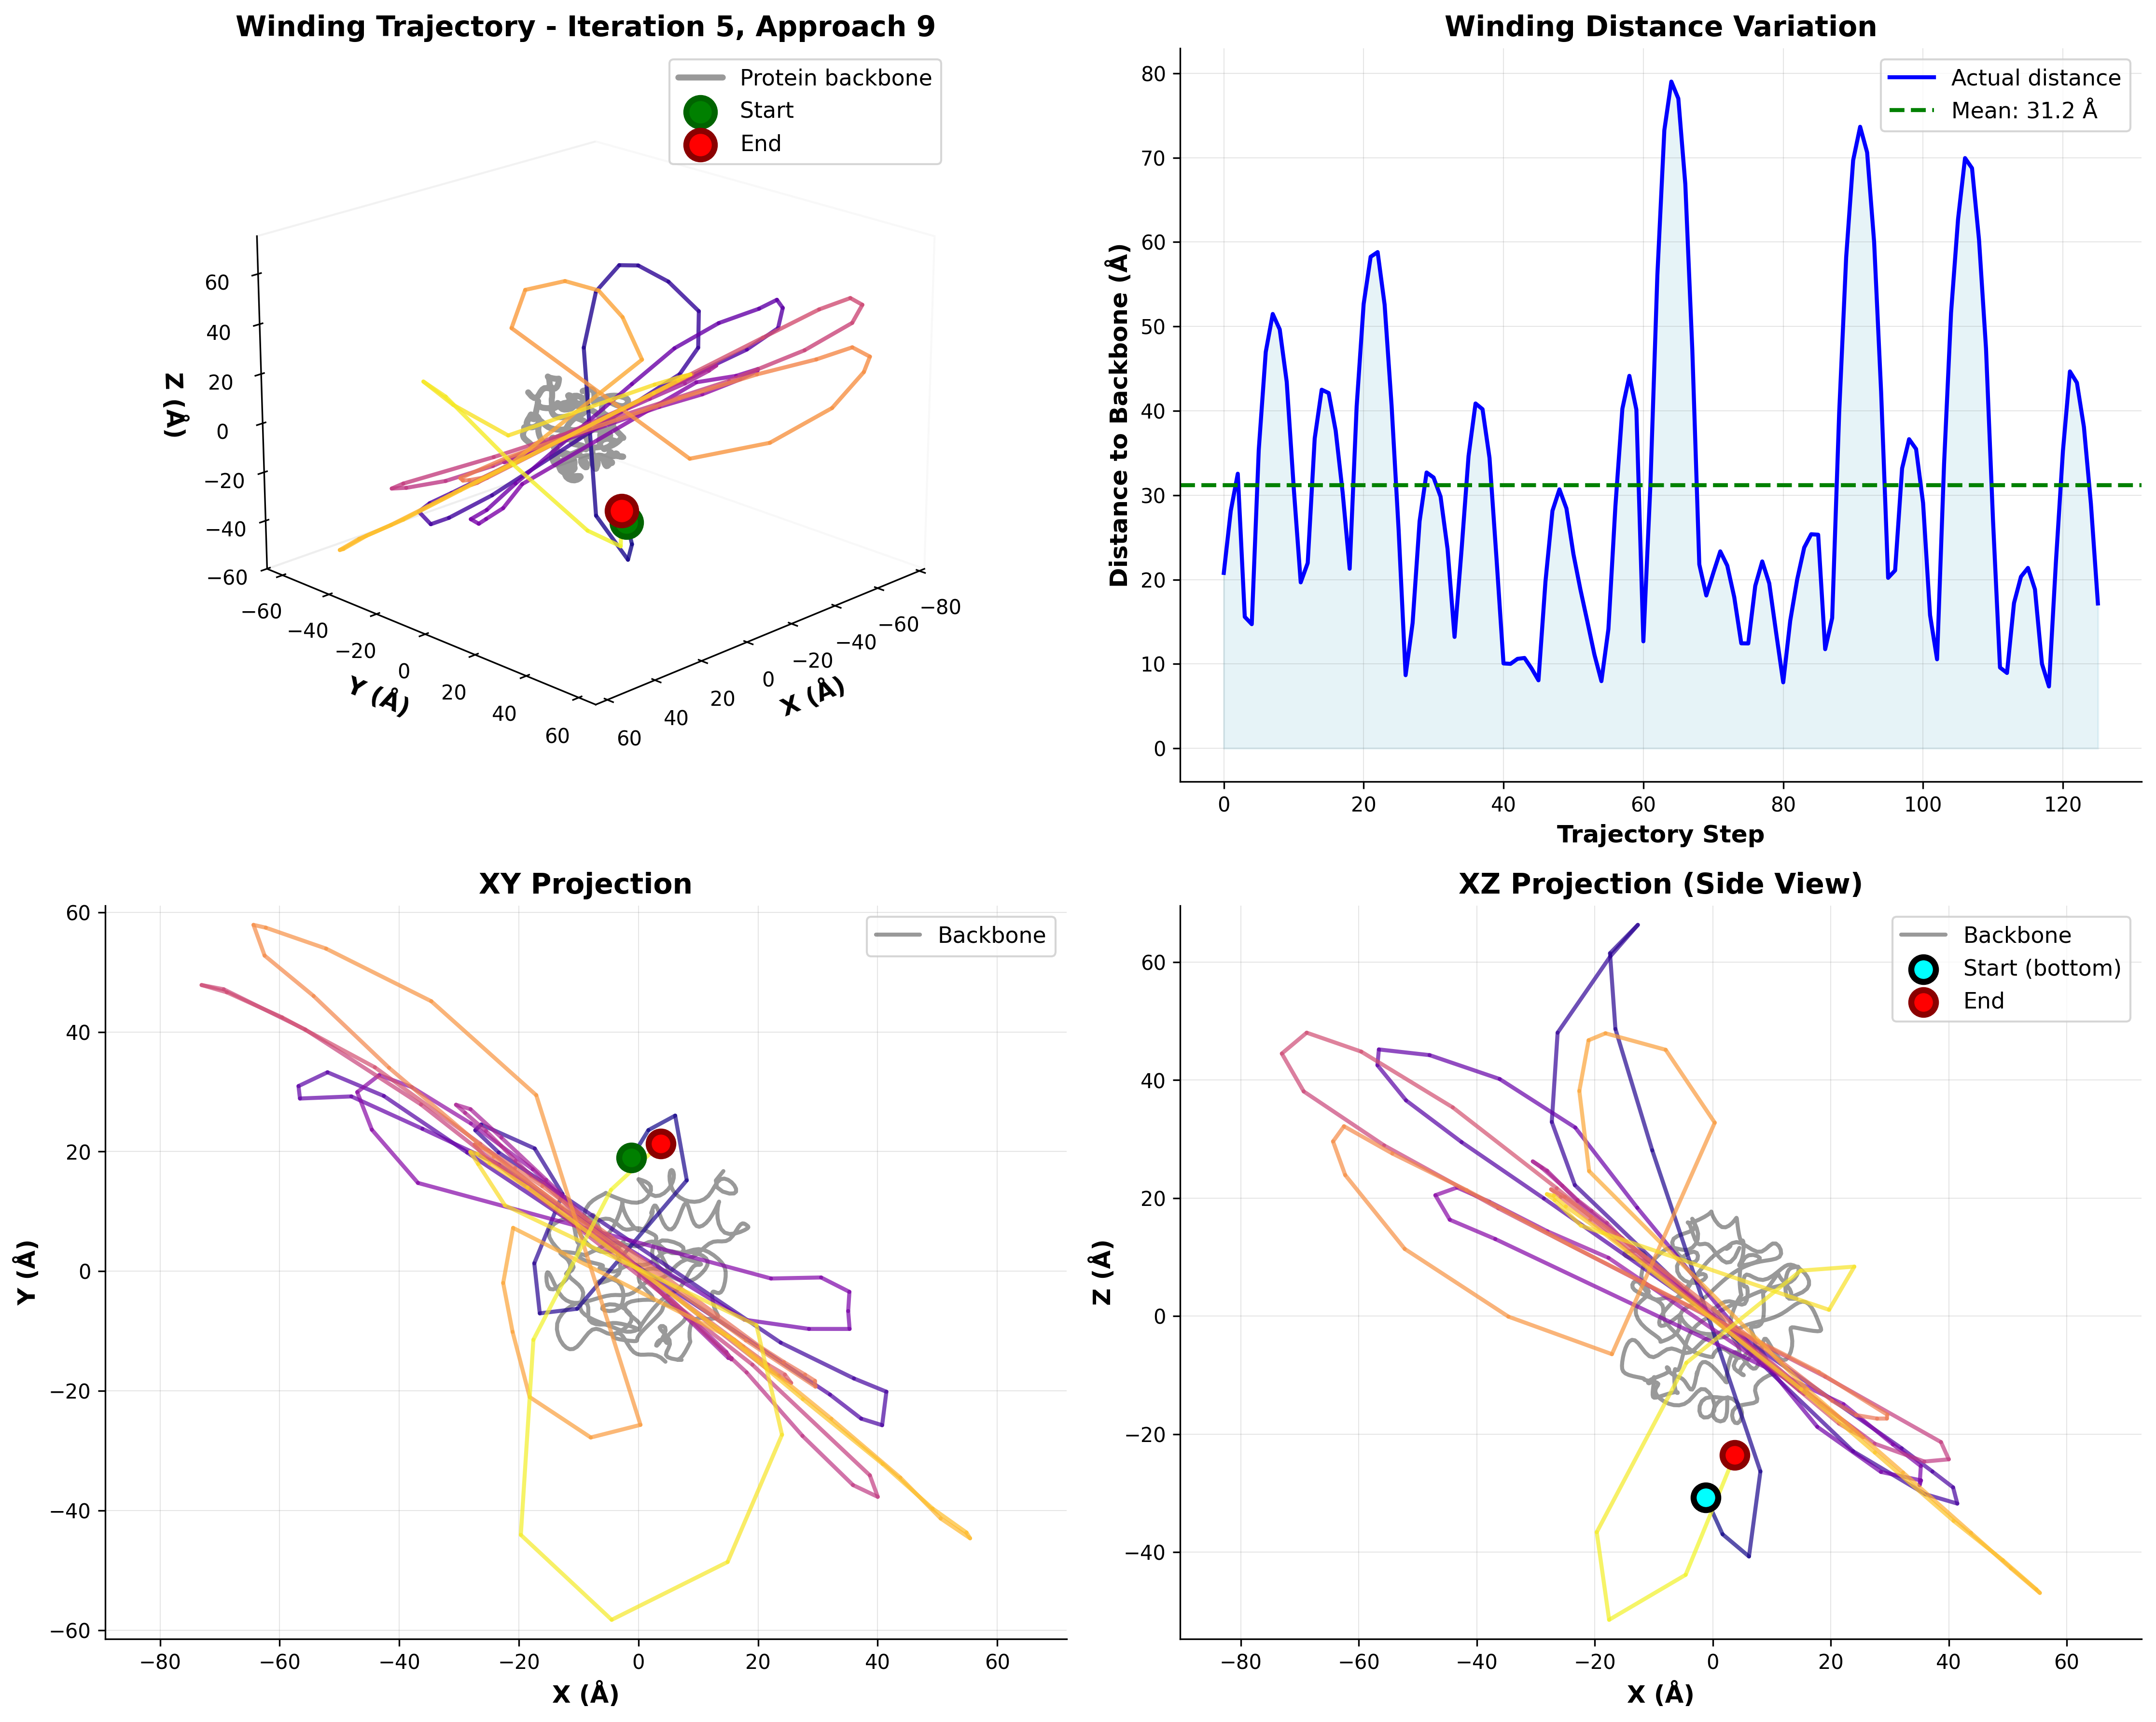 Winding Trajectory - Iteration 5, Approach 9
Protein backbone
Start
End
60
40
20
0
−20
−40
−60
Z (Å)
−60
−40
−20
0
20
40
60
Y (Å)
60
40
20
0
−20
−40
−60
−80
X (Å)
Winding Distance Variation
Actual distance
Mean: 31.2 Å
80
70
60
50
40
30
20
10
0
Distance to Backbone (Å)
0 20 40 60 80 100 120
Trajectory Step
XY Projection
Backbone
60
40
20
0
−20
−40
−60
Y (Å)
−80 −60 −40 −20 0 20 40 60
X (Å)
XZ Projection (Side View)
Backbone
Start (bottom)
End
60
40
20
0
−20
−40
Z (Å)
−80 −60 −40 −20 0 20 40 60
X (Å)